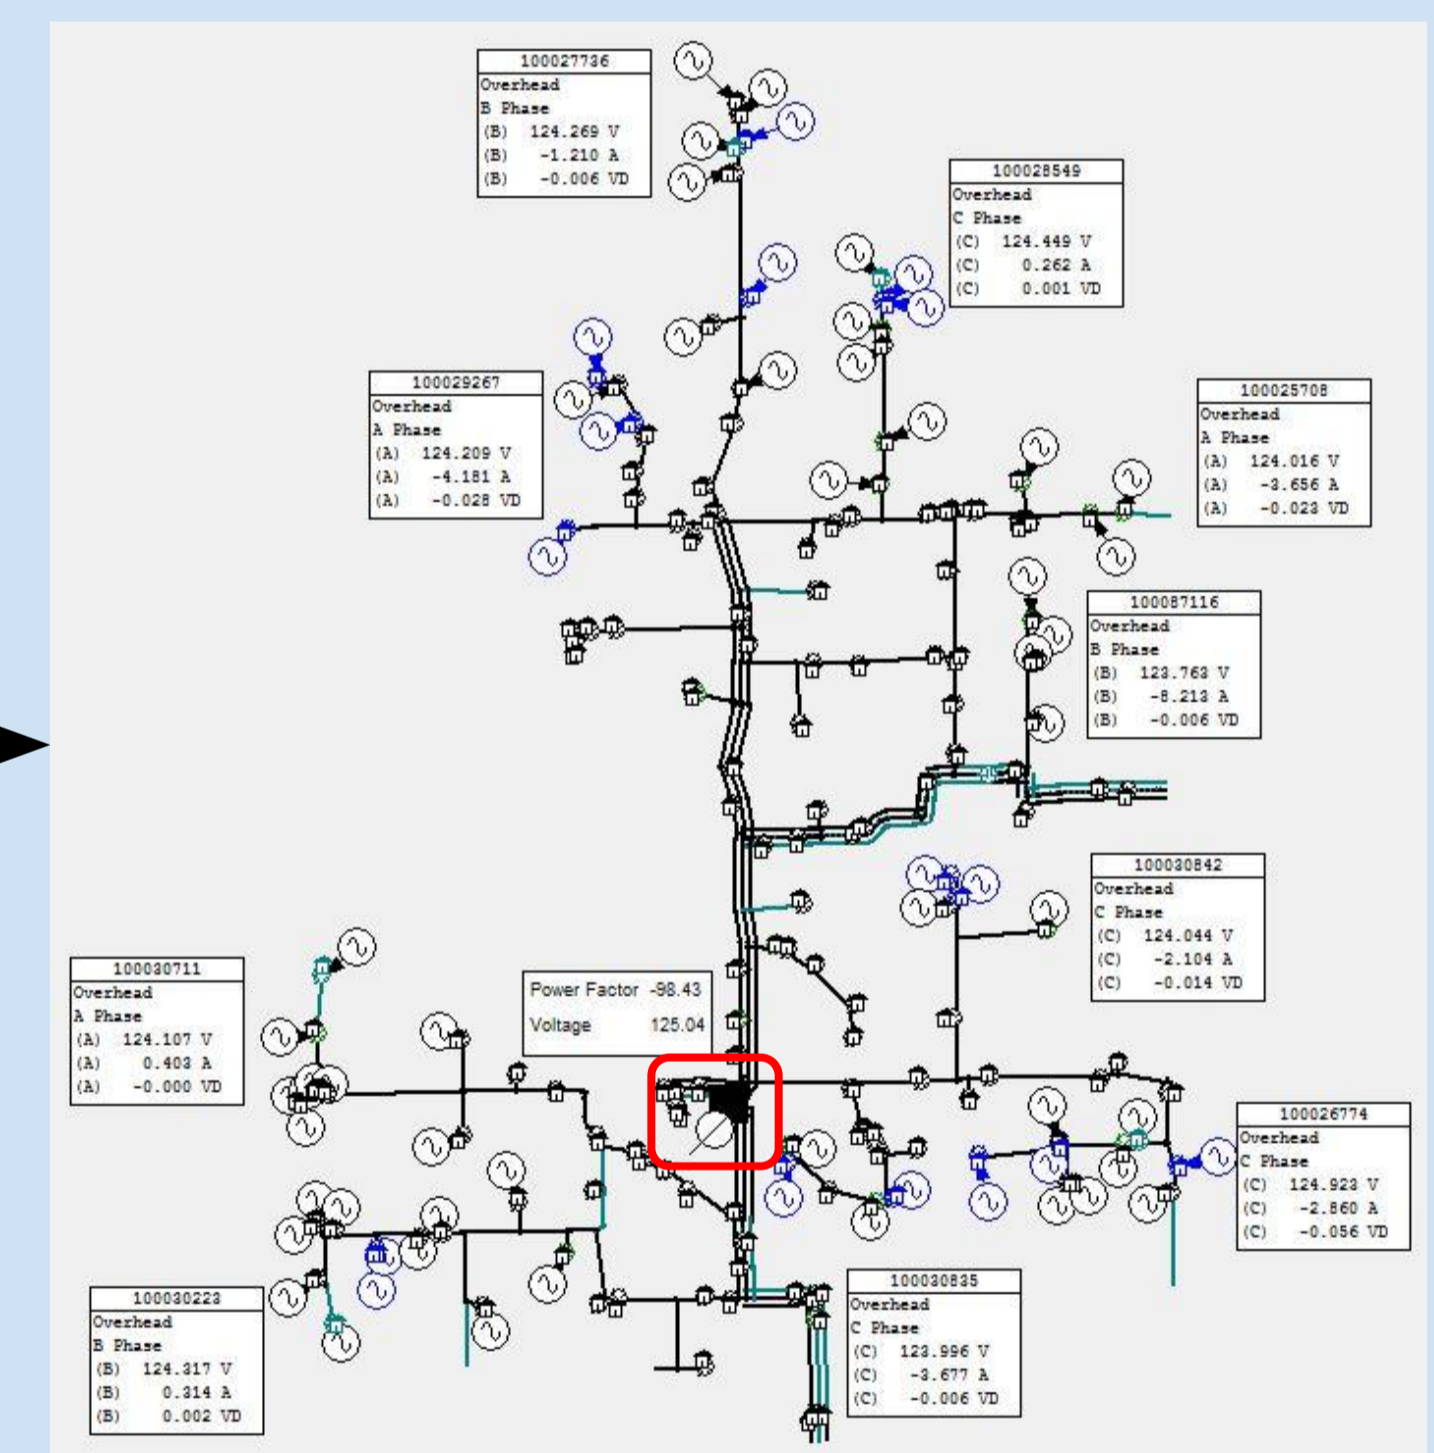 100027736
Overhead
B Phase
(B) 124.269 V
(B) -1.210 A
(B) -0.006 VD
100028549
Overhead
C Phase
(C) 124.449 V
(C) 0.262 A
(C) 0.001 VD
100029267
Overhead
A Phase
(A) 124.209 V
(A) -4.181 A
(A) -0.028 VD
100025708
Overhead
A Phase
(A) 124.016 V
(A) -3.656 A
(A) -0.023 VD
100087116
Overhead
B Phase
(B) 123.763 V
(B) -8.213 A
(B) -0.006 VD
100030842
Overhead
C Phase
(C) 124.044 V
(C) -2.104 A
(C) -0.014 VD
100030711
Overhead
A Phase
(A) 124.107 V
(A) 0.403 A
(A) -0.000 VD
Power Factor -98.43
Voltage 125.04
100026774
Overhead
C Phase
(C) 124.923 V
(C) -2.860 A
(C) -0.056 VD
100030835
Overhead
C Phase
(C) 123.996 V
(C) -3.677 A
(C) -0.006 VD
100030223
Overhead
B Phase
(B) 124.317 V
(B) 0.314 A
(B) 0.002 VD